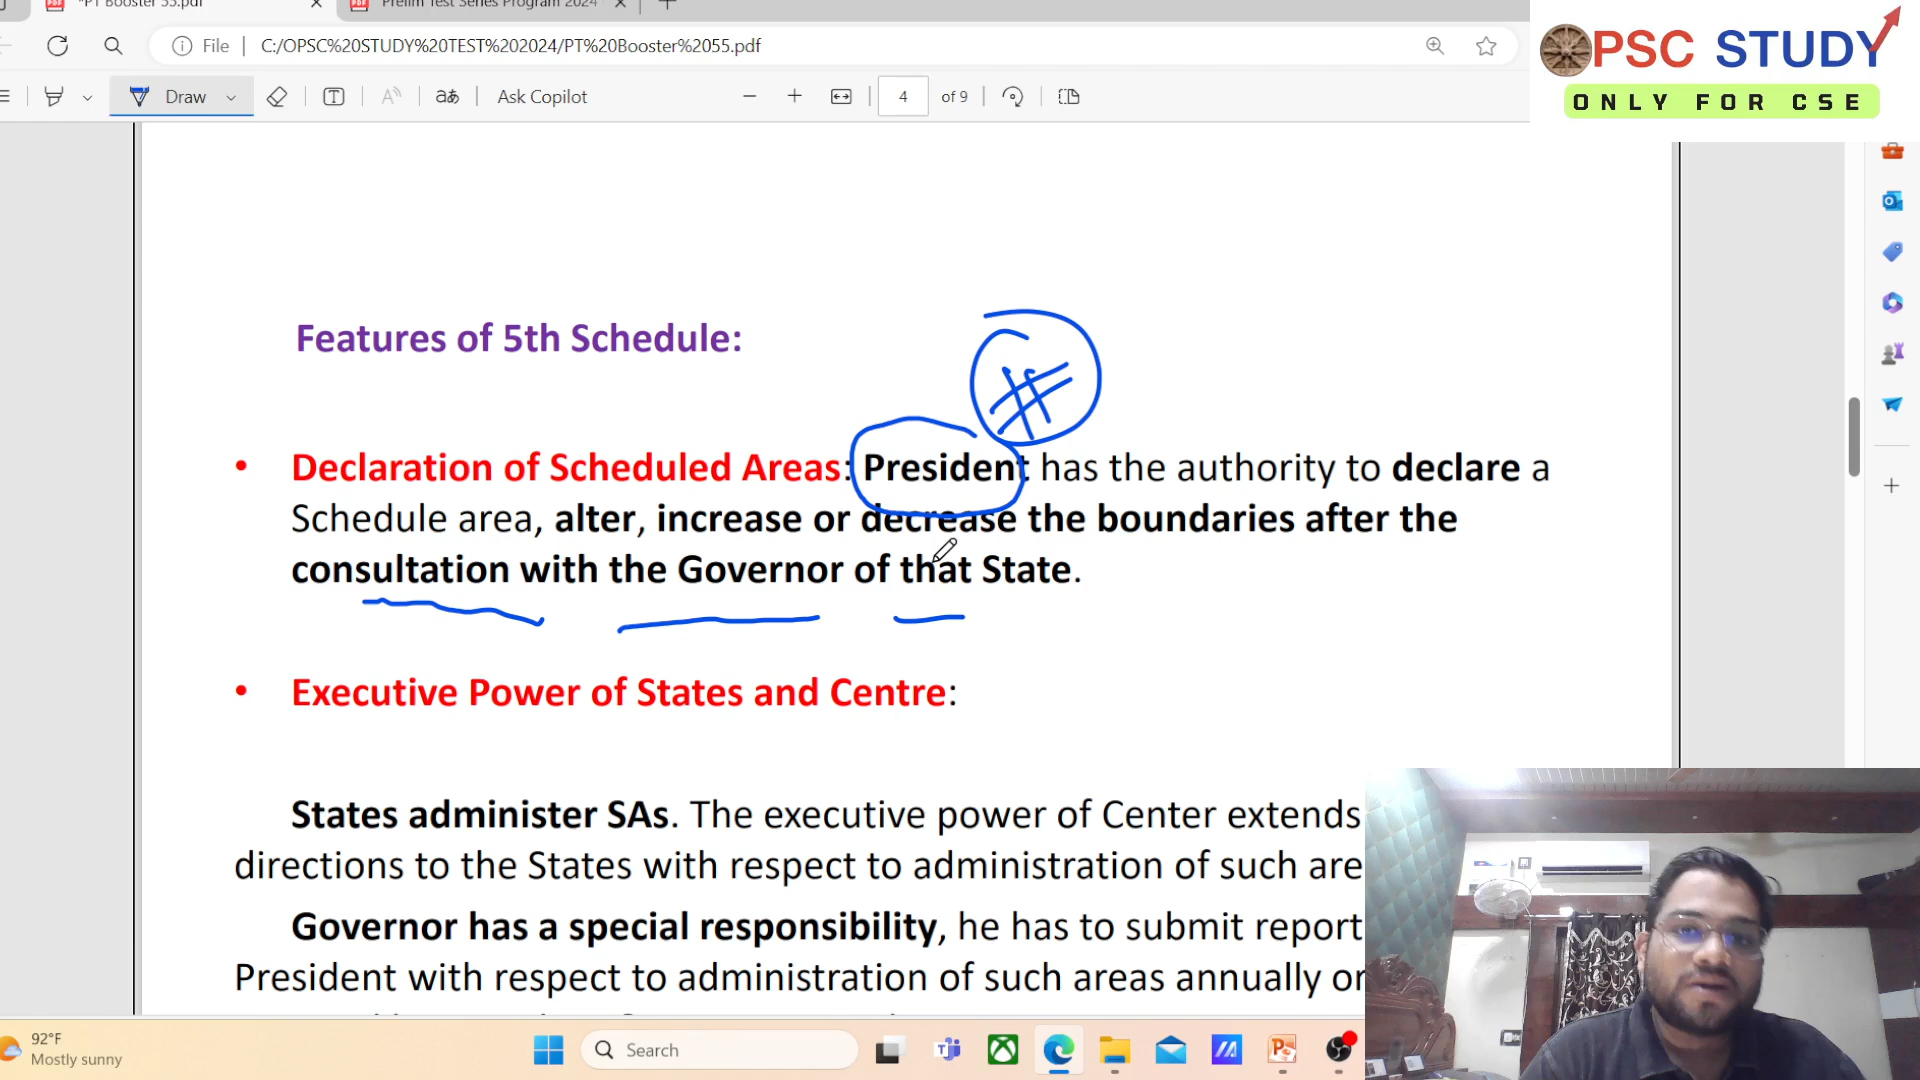 PT Booster 55.pdf
Prelim Test Series Program 2024
File
C:/OPSC%20STUDY%20TEST%202024/PT%20Booster%2055.pdf
PSC STUDY
ONLY FOR CSE
Draw
aあ
Ask Copilot
4 of 9
Features of 5th Schedule:
• Declaration of Scheduled Areas: President has the authority to declare a
Schedule area, alter, increase or decrease the boundaries after the
consultation with the Governor of that State.
• Executive Power of States and Centre:
States administer SAs. The executive power of Center extends
directions to the States with respect to administration of such are
Governor has a special responsibility, he has to submit report
President with respect to administration of such areas annually or
92°F
Mostly sunny
Search